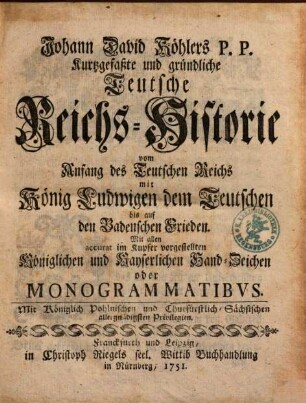 Johann David Köhlers P. P.
Kurtzgefaßte und gründliche
Teutsche
Reichs-Historie
vom
Anfang des Teutschen Reichs
mit
König Ludwigen dem Teutschen
bis auf
den Badenschen Frieden.
Mit allen
accurat im Kupfer vorgestellten
Königlichen und Kayserlichen Hand-Zeichen
oder
MONOGRAMMATIBVS.
Mit Königlich Pohlnischen und Churfürstlich-Sächsischen
allergnädigsten Privilegien.
Franckfurth und Leipzig,
in Christoph Riegels seel. Wittib Buchhandlung
in Nürnberg, 1751.